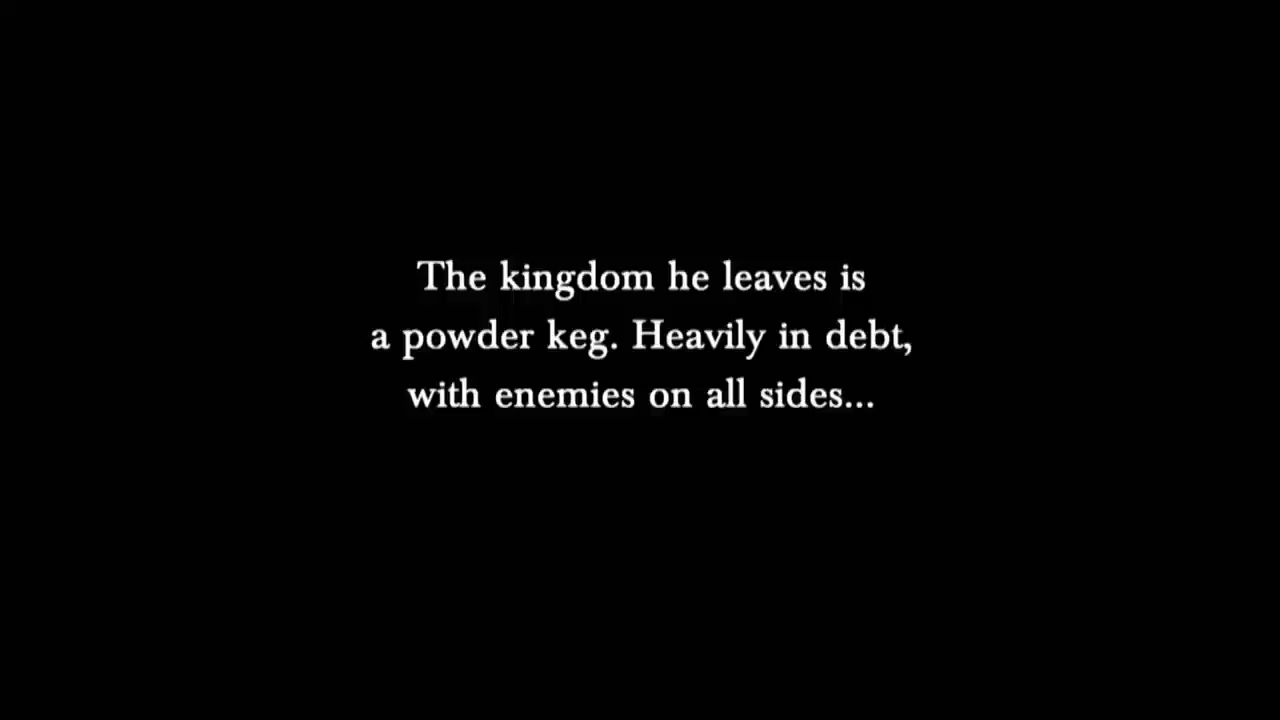 The kingdom he leaves is
a powder keg. Heavily in debt,
with enemies on all sides...